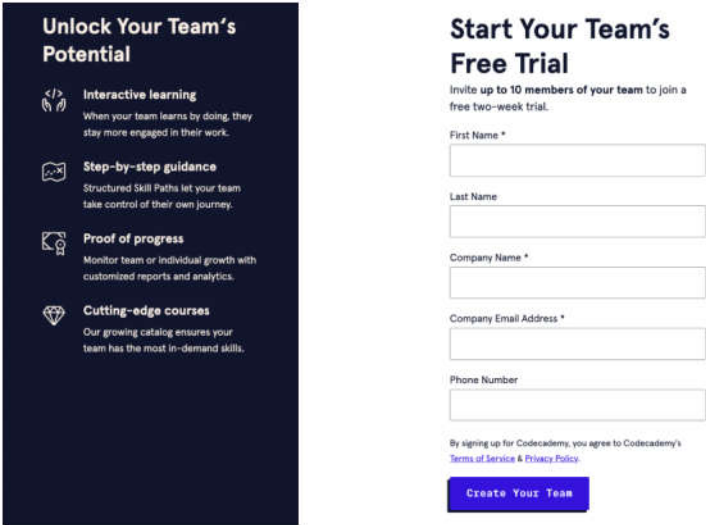 Unlock Your Team's
Potential
</>
Interactive learning
When your team learns by doing, they
stay more engaged in their work.
Step-by-step guidance
Structured Skill Paths let your team
take control of their own journey.
Proof of progress
Monitor team or individual growth with
customized reports and analytics.
Cutting-edge courses
Our growing catalog ensures your
team has the most in-demand skills.
Start Your Team's
Free Trial
Invite up to 10 members of your team to join a
free two-week trial.
First Name *
Last Name
Company Name *
Company Email Address *
Phone Number
By signing up for Codecademy, you agree to Codecademy's
Terms of Service & Privacy Policy.
Create Your Team